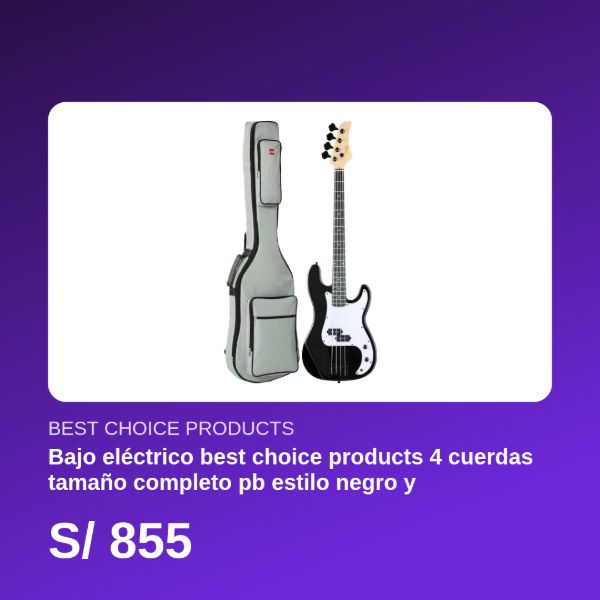 BEST CHOICE PRODUCTS
Bajo eléctrico best choice products 4 cuerdas
tamaño completo pb estilo negro y
S/ 855